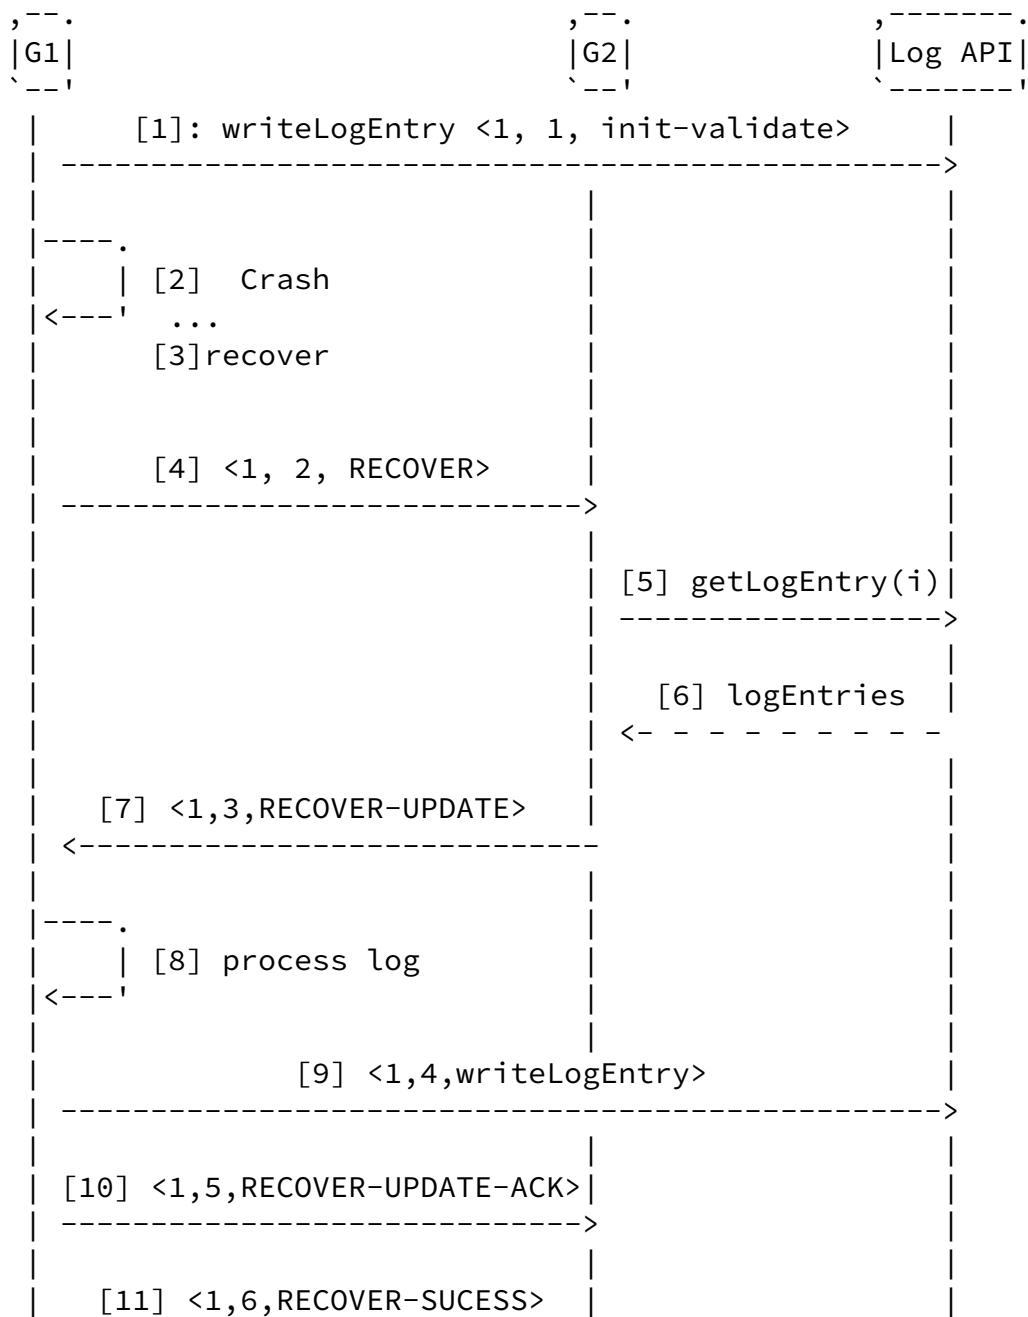 G1 G2 Log API
[1]: writeLogEntry <1, 1, init-validate>
[2] Crash
...
[3]recover
[4] <1, 2, RECOVER>
[5] getLogEntry(i)
[6] logEntries
[7] <1,3,RECOVER-UPDATE>
[8] process log
[9] <1,4,writeLogEntry>
[10] <1,5,RECOVER-UPDATE-ACK>
[11] <1,6,RECOVER-SUCESS>